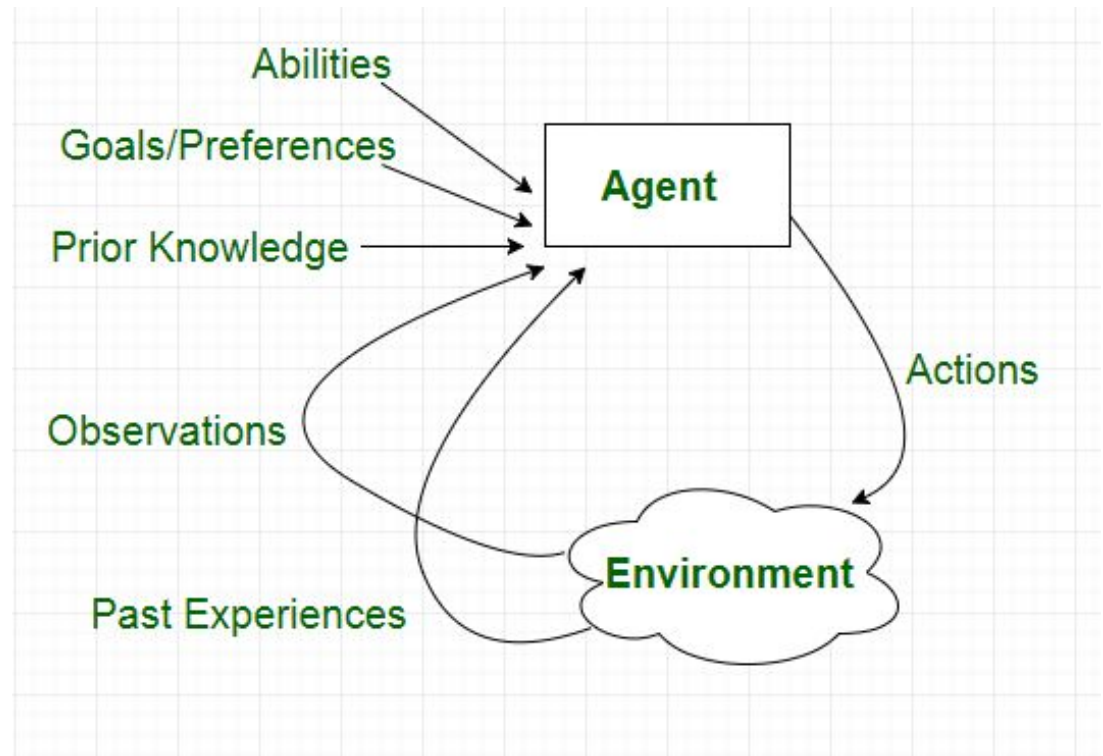 Abilities
Goals/Preferences
Agent
Prior Knowledge
Actions
Observations
Environment
Past Experiences